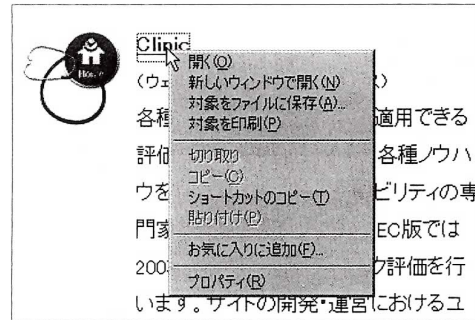 Clinic
Home
開く(O)
（ウェ
新しいウィンドウで開く(N)
ス）
対象をファイルに保存(A)...
各種
対象を印刷(P)
適用できる
評価
切り取り
各種ノウハ
コピー(C)
ウを
ショートカットのコピー(T)
ビリティの専
貼り付け(P)
門家
EC版では
お気に入りに追加(F)...
200
ク評価を行
プロパティ(R)
います。サイトの開発・運営におけるユ